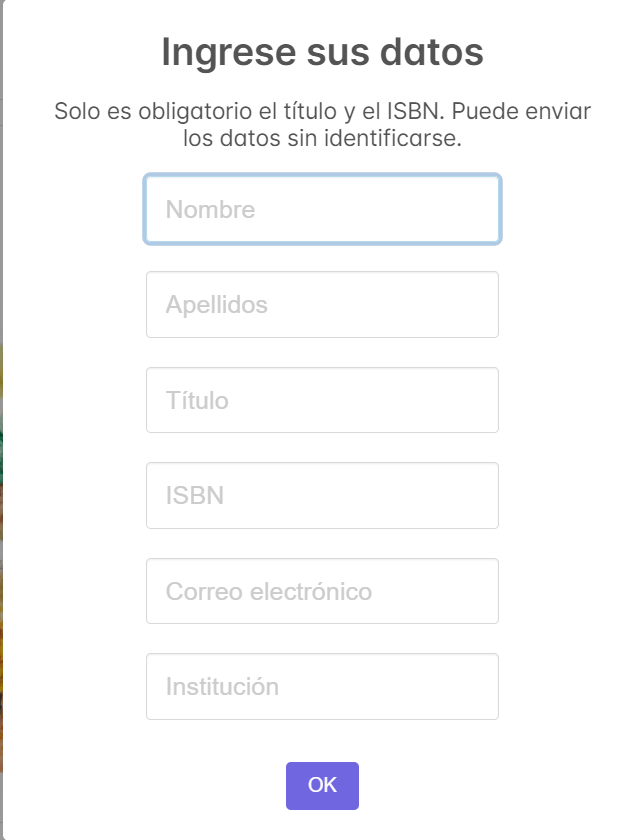 Ingrese sus datos
Solo es obligatorio el título y el ISBN. Puede enviar
los datos sin identificarse.
Nombre
Apellidos
Título
ISBN
Correo electrónico
Institución
OK